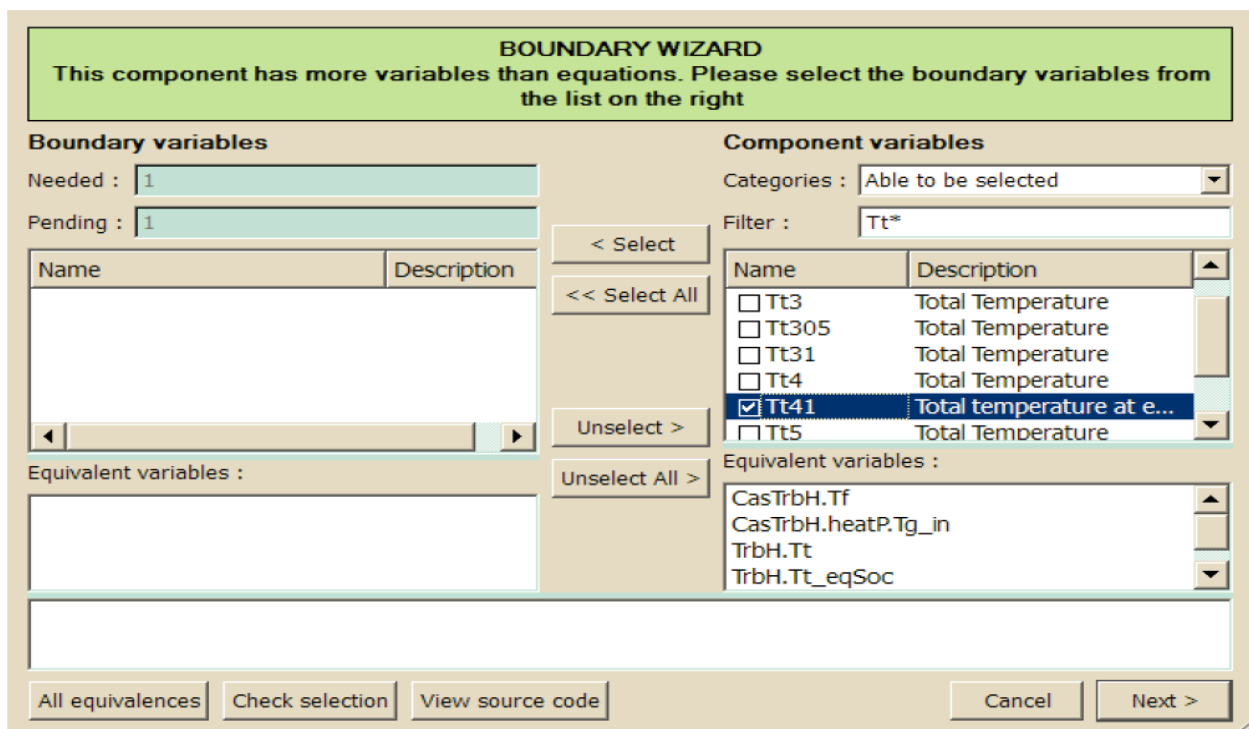 BOUNDARY WIZARD
This component has more variables than equations. Please select the boundary variables from
the list on the right
Boundary variables
Needed : 1
Pending : 1
Name Description
Equivalent variables :
< Select
<< Select All
Unselect >
Unselect All >
Component variables
Categories : Able to be selected
Filter : Tt*
Name Description
Tt3 Total Temperature
Tt305 Total Temperature
Tt31 Total Temperature
Tt4 Total Temperature
Tt41 Total temperature at e...
Tt5 Total Temperature
Equivalent variables :
CasTrbH.Tf
CasTrbH.heatP.Tg_in
TrbH.Tt
TrbH.Tt_eqSoc
All equivalences Check selection View source code Cancel Next >